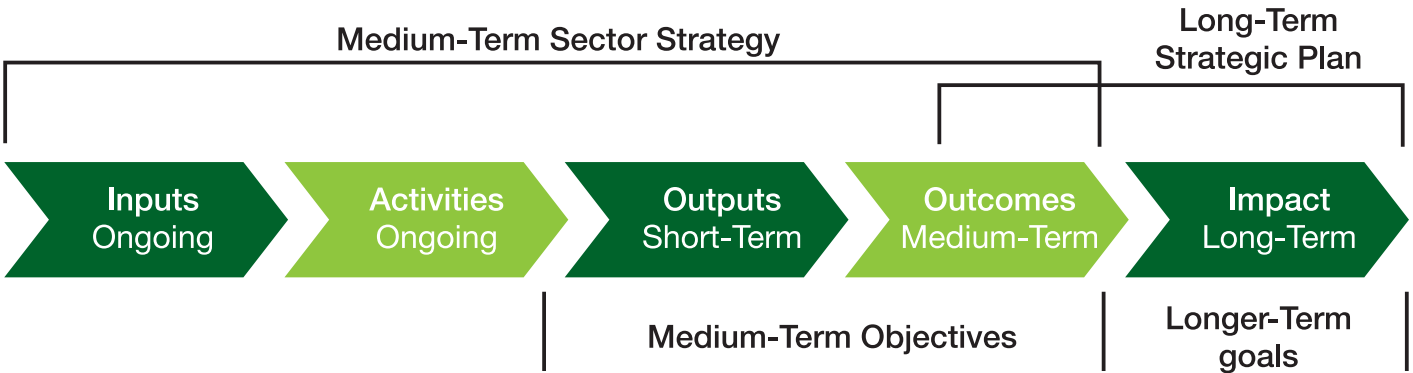 Medium-Term Sector Strategy
Long-Term
Strategic Plan
Inputs
Ongoing
Activities
Ongoing
Outputs
Short-Term
Outcomes
Medium-Term
Impact
Long-Term
Medium-Term Objectives
Longer-Term
goals